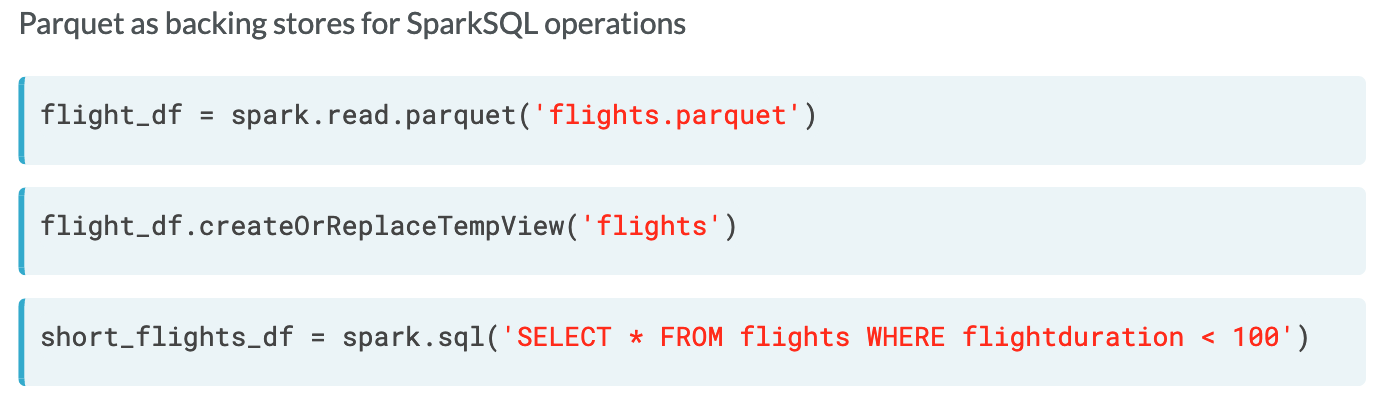 Parquet as backing stores for SparkSQL operations
flight_df = spark.read.parquet('flights.parquet')
flight_df.createOrReplaceTempView('flights')
short_flights_df = spark.sql('SELECT * FROM flights WHERE flightduration < 100')